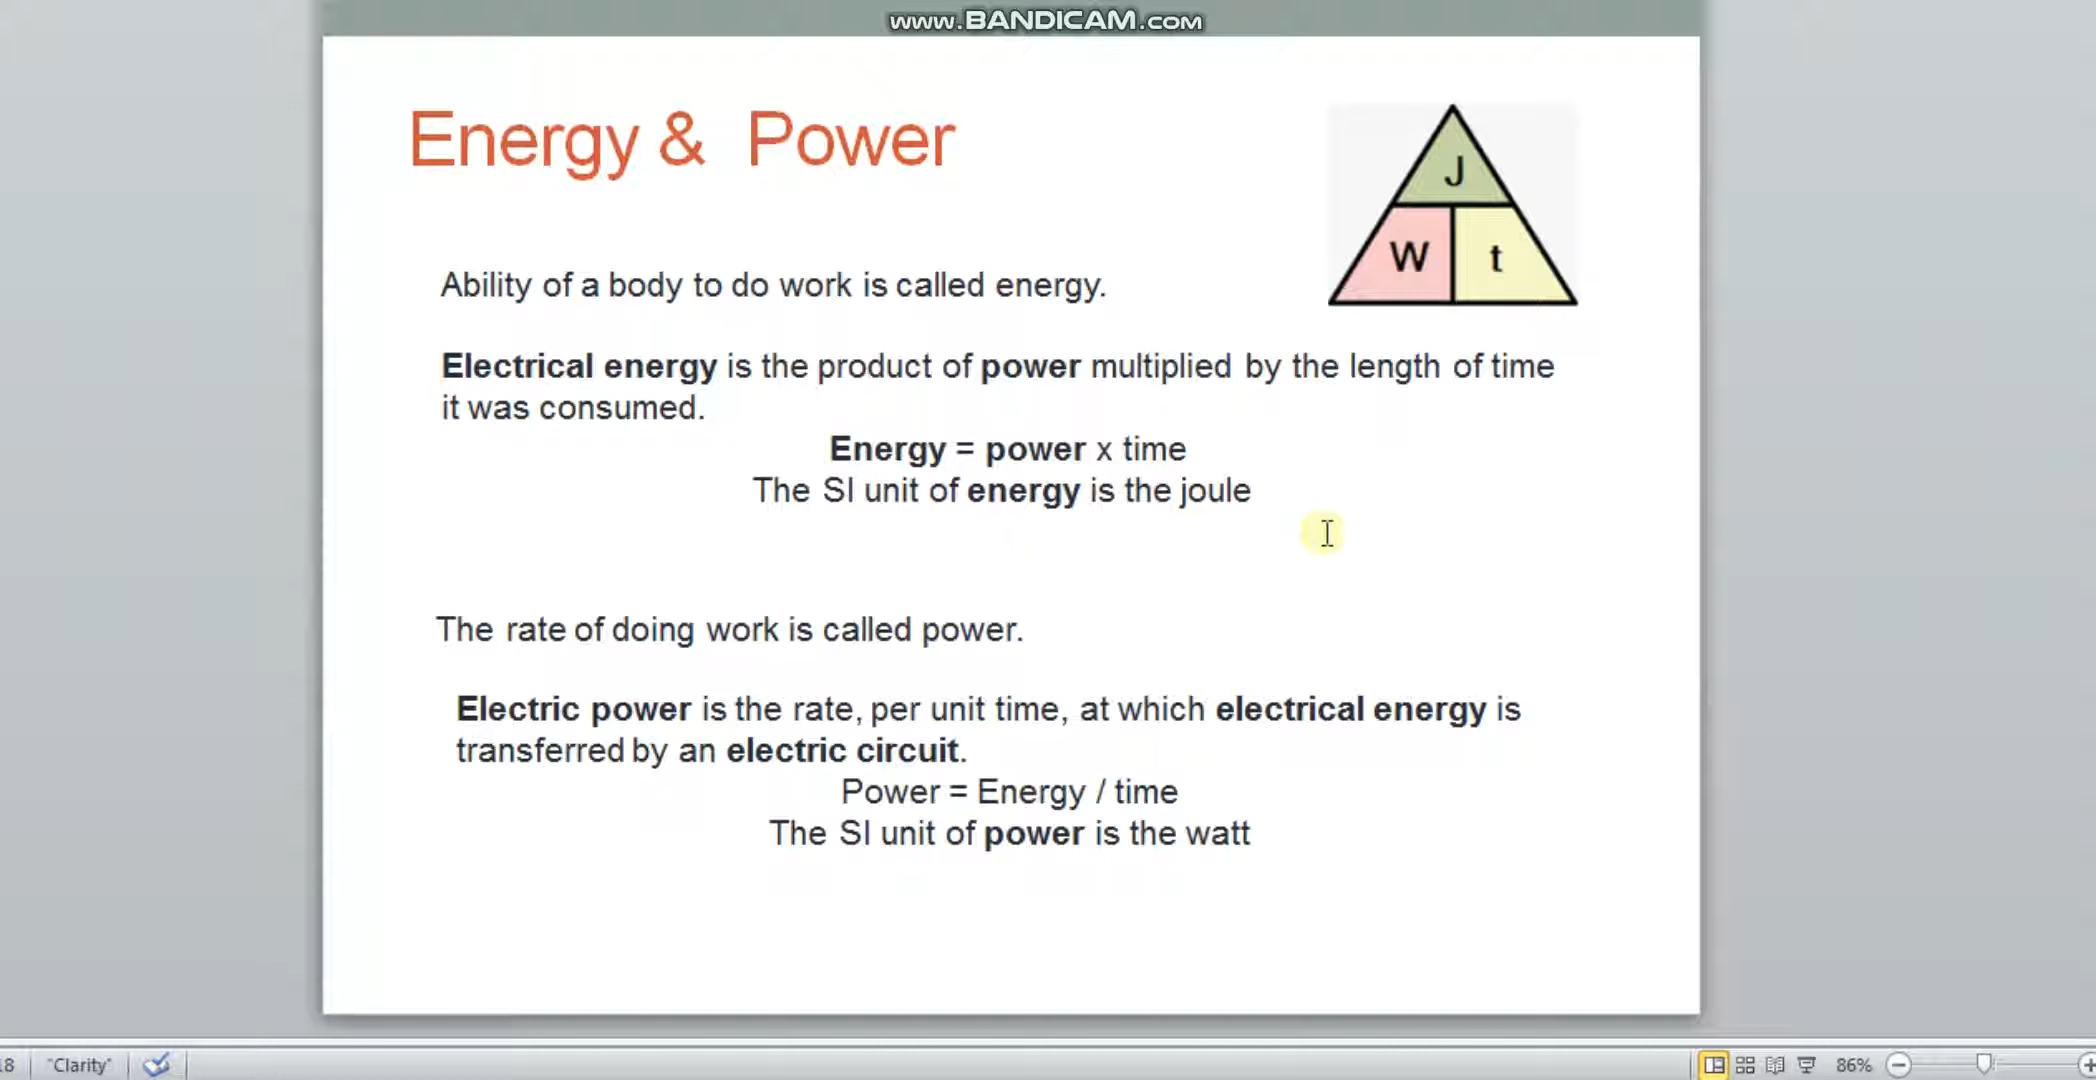 www.BANDICAM.com
Energy & Power
J
W t
Ability of a body to do work is called energy.
Electrical energy is the product of power multiplied by the length of time
it was consumed.
Energy = power x time
The SI unit of energy is the joule
The rate of doing work is called power.
Electric power is the rate, per unit time, at which electrical energy is
transferred by an electric circuit.
Power = Energy / time
The SI unit of power is the watt
18 "Clarity" 86%